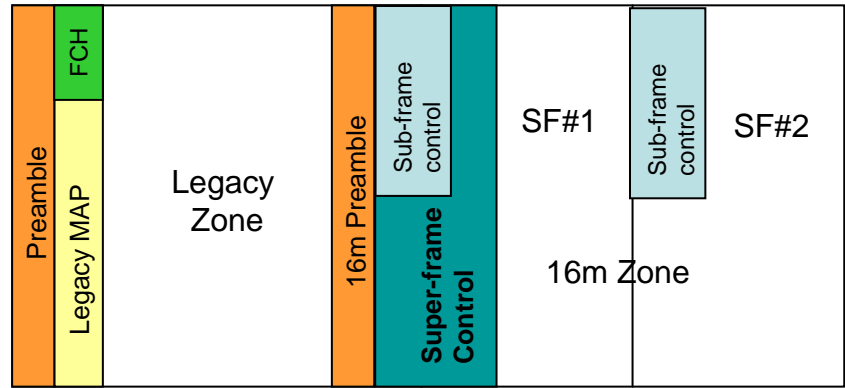 Preamble
FCH
Legacy MAP
Legacy
Zone
16m Preamble
Sub-frame
control
Super-frame
Control
SF#1
Sub-frame
control
SF#2
16m Zone